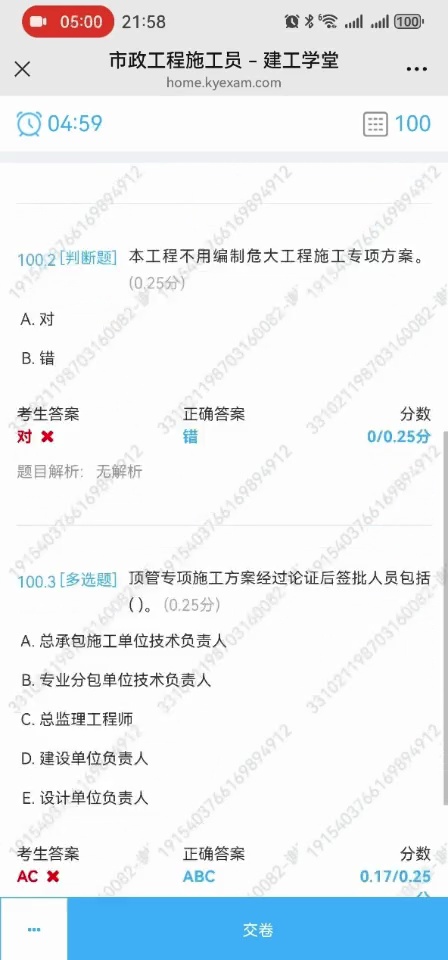 05:00 21:58 6 100
市政工程施工员 – 建工学堂
home.kyexam.com
04:59 100
100.2 [判断题] 本工程不用编制危大工程施工专项方案。
(0.25分)
A. 对
B. 错
考生答案 正确答案 分数
对 错 0/0.25分
题目解析: 无解析
100.3 [多选题] 顶管专项施工方案经过论证后签批人员包括
( )。 (0.25分)
A. 总承包施工单位技术负责人
B. 专业分包单位技术负责人
C. 总监理工程师
D. 建设单位负责人
E. 设计单位负责人
考生答案 正确答案 分数
AC ABC 0.17/0.25
交卷